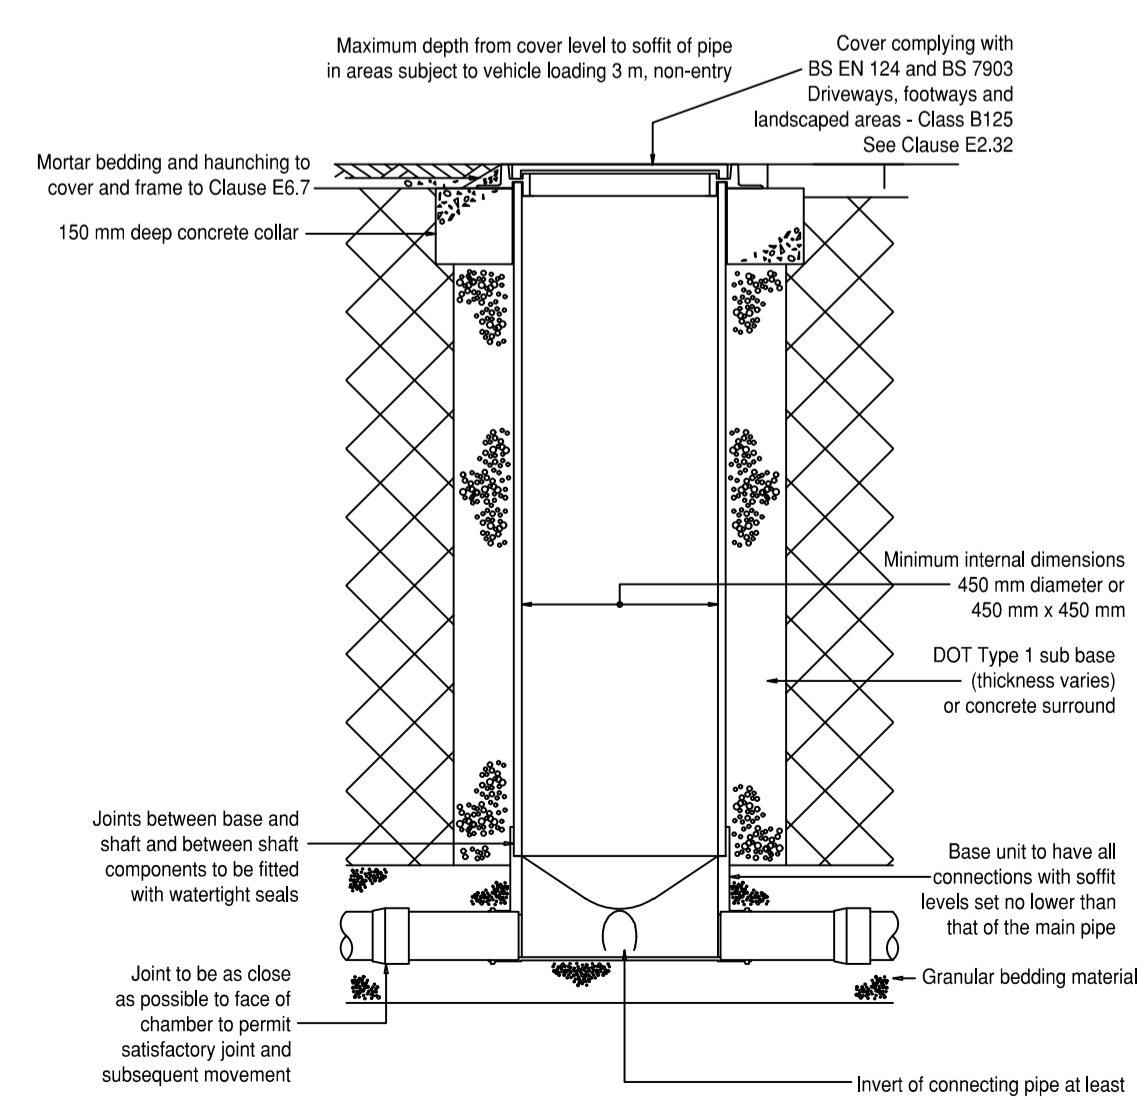 Maximum depth from cover level to soffit of pipe
in areas subject to vehicle loading 3 m, non-entry
Cover complying with
BS EN 124 and BS 7903
Driveways, footways and
landscaped areas - Class B125
See Clause E2.32
Mortar bedding and haunching to
cover and frame to Clause E6.7
150 mm deep concrete collar
Minimum internal dimensions
450 mm diameter or
450 mm x 450 mm
DOT Type 1 sub base
(thickness varies)
or concrete surround
Joints between base and
shaft and between shaft
components to be fitted
with watertight seals
Base unit to have all
connections with soffit
levels set no lower than
that of the main pipe
Joint to be as close
as possible to face of
chamber to permit
satisfactory joint and
subsequent movement
Granular bedding material
Invert of connecting pipe at least